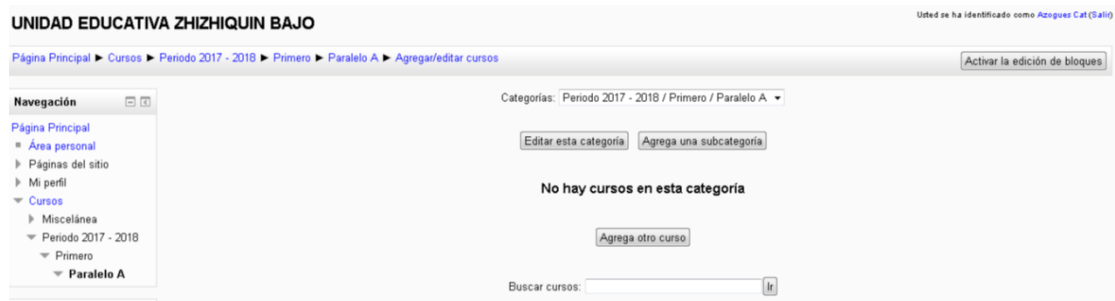 UNIDAD EDUCATIVA ZHIZHIQUIN BAJO
Usted se ha identificado como Azogues Cat (Salir)
Página Principal ► Cursos ► Periodo 2017 - 2018 ► Primero ► Paralelo A ► Agregar/editar cursos
Activar la edición de bloques
Navegación
Página Principal
Área personal
Páginas del sitio
Mi perfil
Cursos
Miscelánea
Periodo 2017 - 2018
Primero
Paralelo A
Categorías: Periodo 2017 - 2018 / Primero / Paralelo A
Editar esta categoría Agrega una subcategoría
No hay cursos en esta categoría
Agrega otro curso
Buscar cursos: Ir